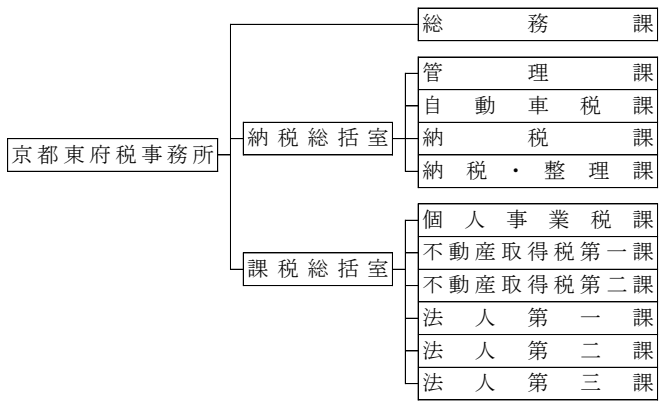 京都東府税事務所
総務課
納税総括室
管理課
自動車税課
納税課
納税・整理課
課税総括室
個人事業税課
不動産取得税第一課
不動産取得税第二課
法人第一課
法人第二課
法人第三課